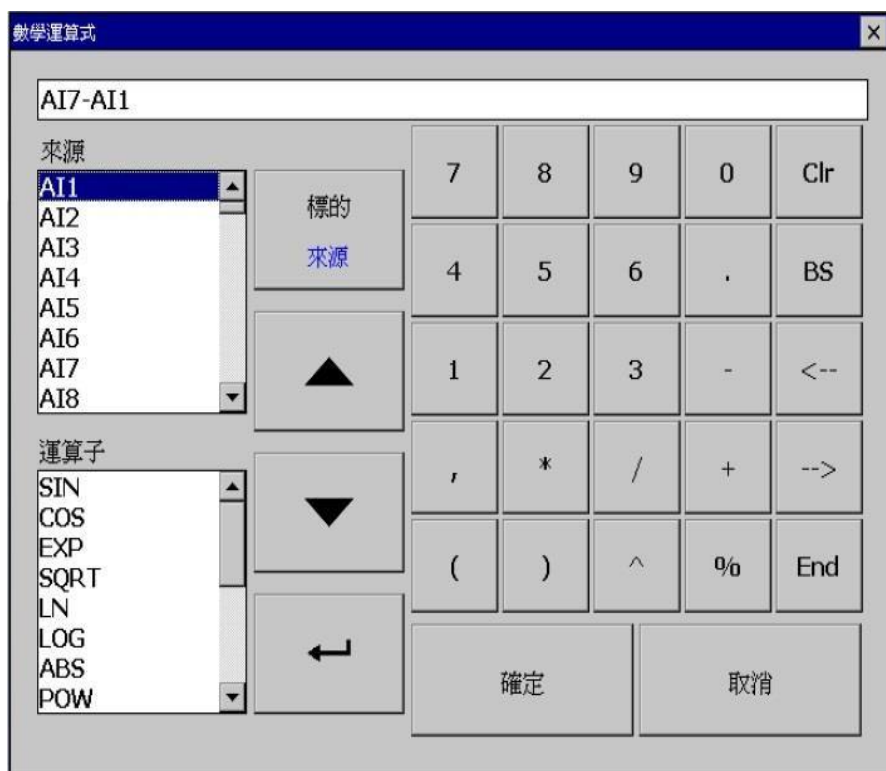 數學運算式
AI7-AI1
來源
AI1
AI2
AI3
AI4
AI5
AI6
AI7
AI8
標的
來源
運算子
SIN
COS
EXP
SQRT
LN
LOG
ABS
POW
7 8 9 0 Clr
4 5 6 . BS
1 2 3 - <--
, * / + -->
( ) ^ % End
確定 取消